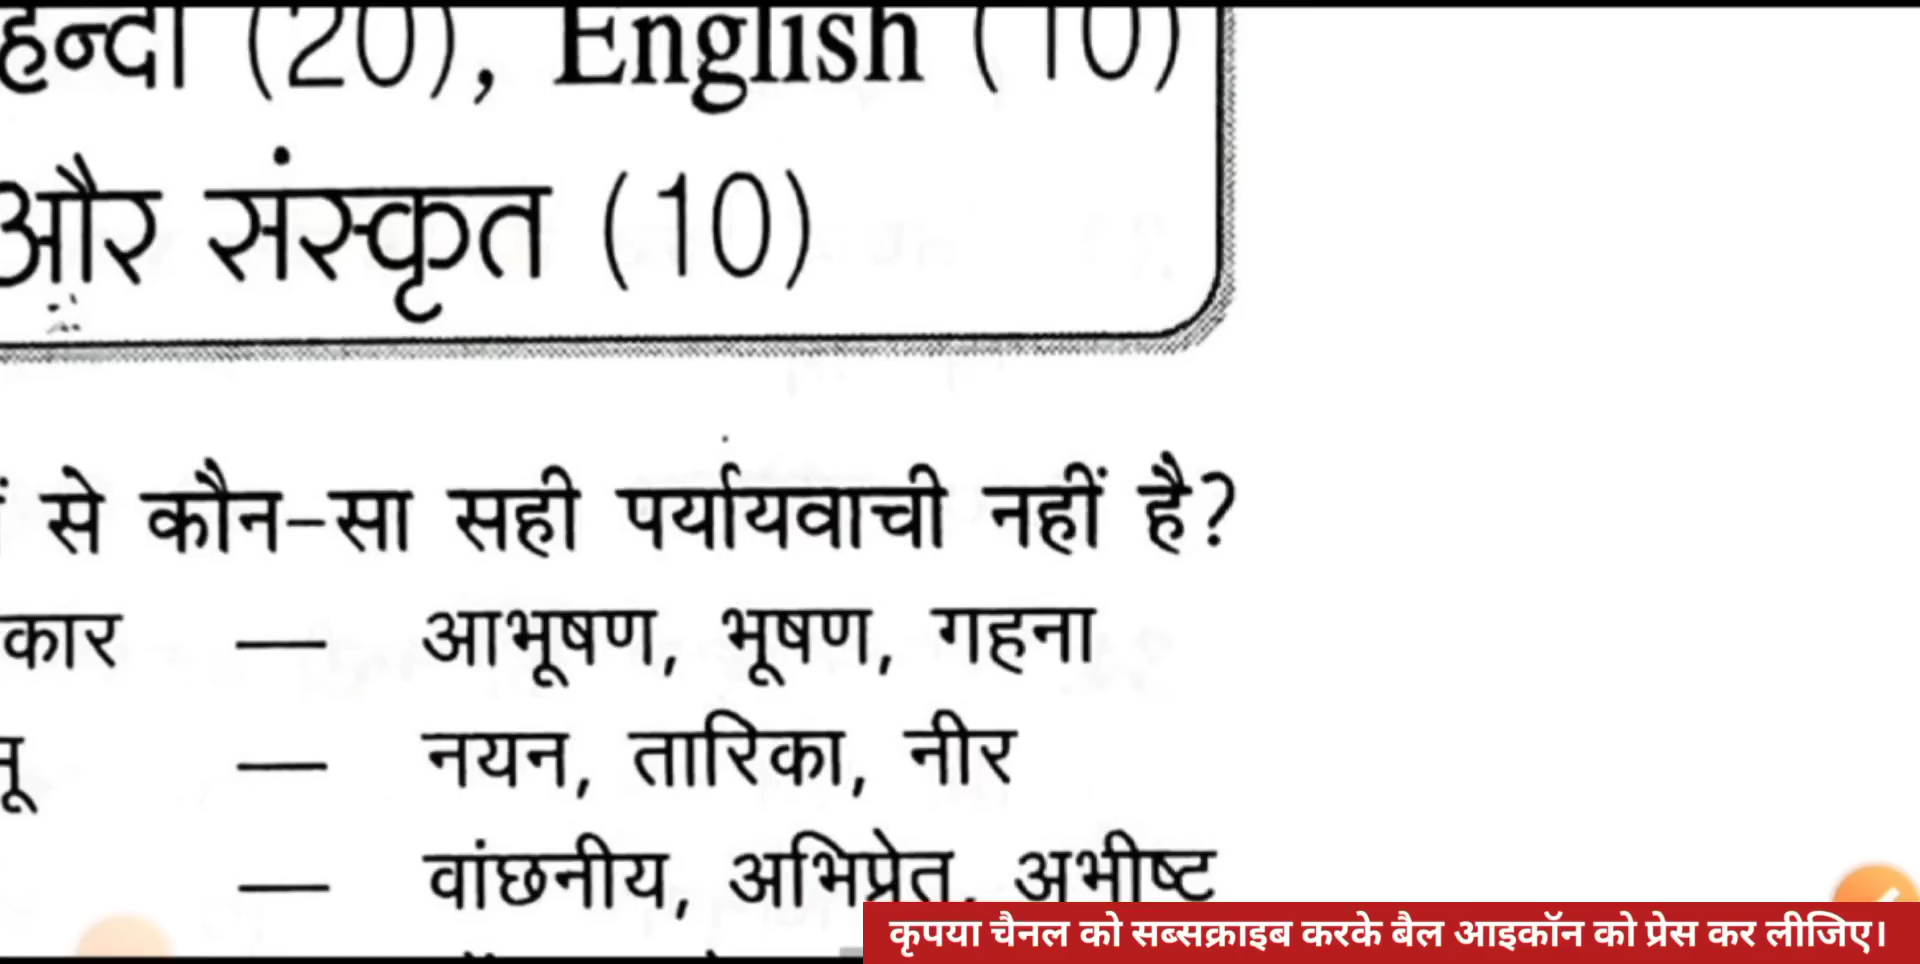 (20), English (10)
और संस्कृत (10)
से कौन-सा सही पर्यायवाची नहीं है?
कार — आभूषण, भूषण, गहना
— नयन, तारिका, नीर
— वांछनीय, अभिप्रेत, अभीष्ट
कृपया चैनल को सब्सक्राइब करके बैल आइकॉन को प्रेस कर लीजिए।